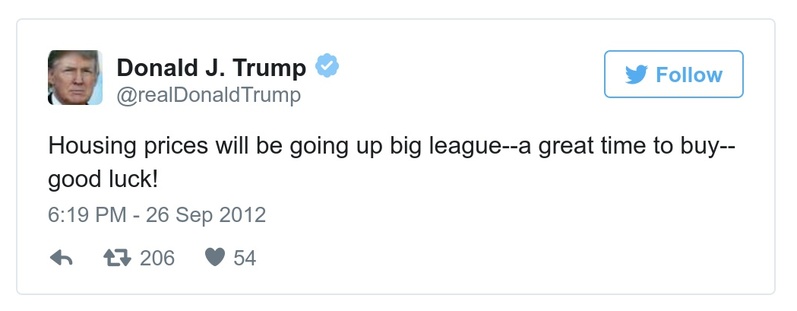 Donald J. Trump
@realDonaldTrump
Follow
Housing prices will be going up big league--a great time to buy--
good luck!
6:19 PM - 26 Sep 2012
206 54